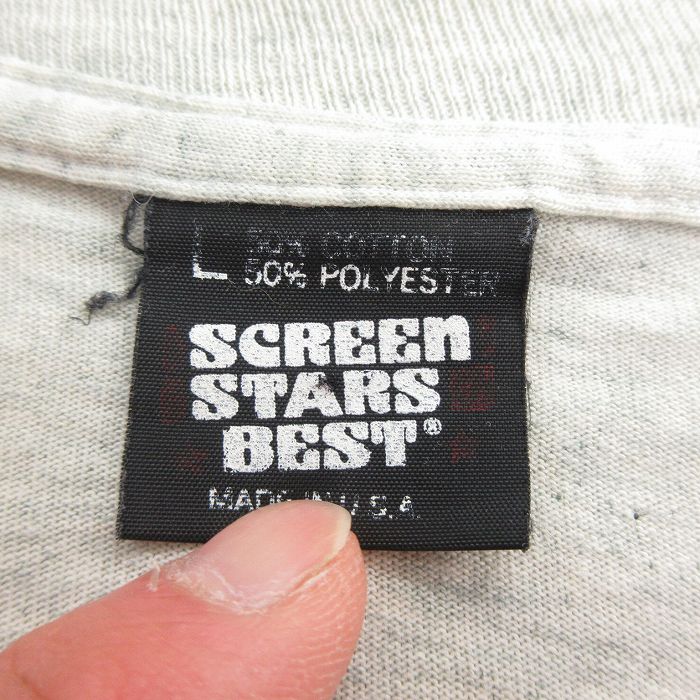 L 50% COTTON
50% POLYESTER
SCREEN
STARS
BEST®
MADE IN U.S.A.